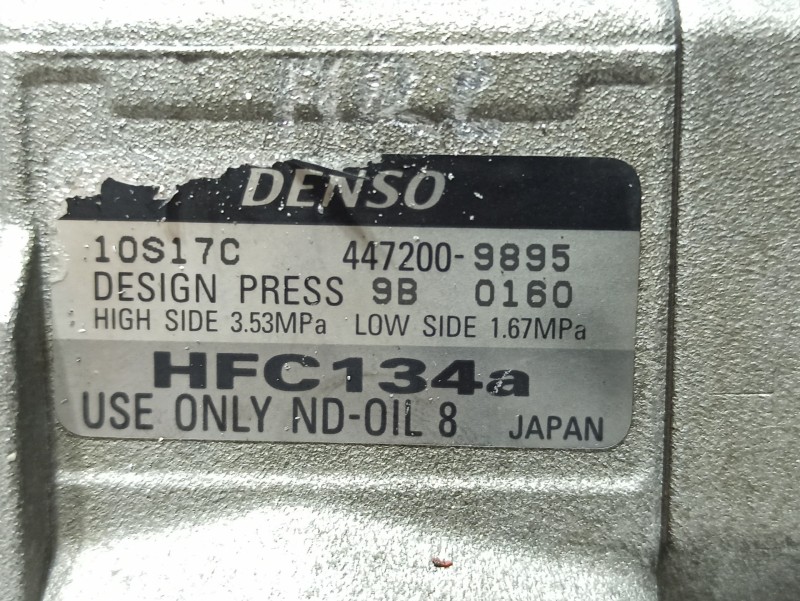 DENSO
10S17C 447200-9895
DESIGN PRESS 9B 0160
HIGH SIDE 3.53MPa LOW SIDE 1.67MPa
HFC134a
USE ONLY ND-OIL 8 JAPAN